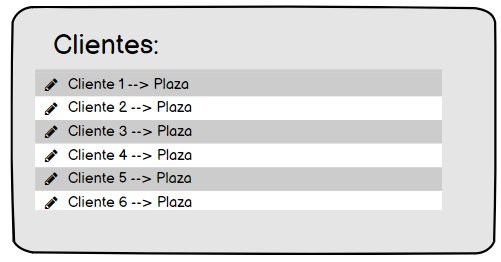 Clientes:
Cliente 1 --> Plaza
Cliente 2 --> Plaza
Cliente 3 --> Plaza
Cliente 4 --> Plaza
Cliente 5 --> Plaza
Cliente 6 --> Plaza